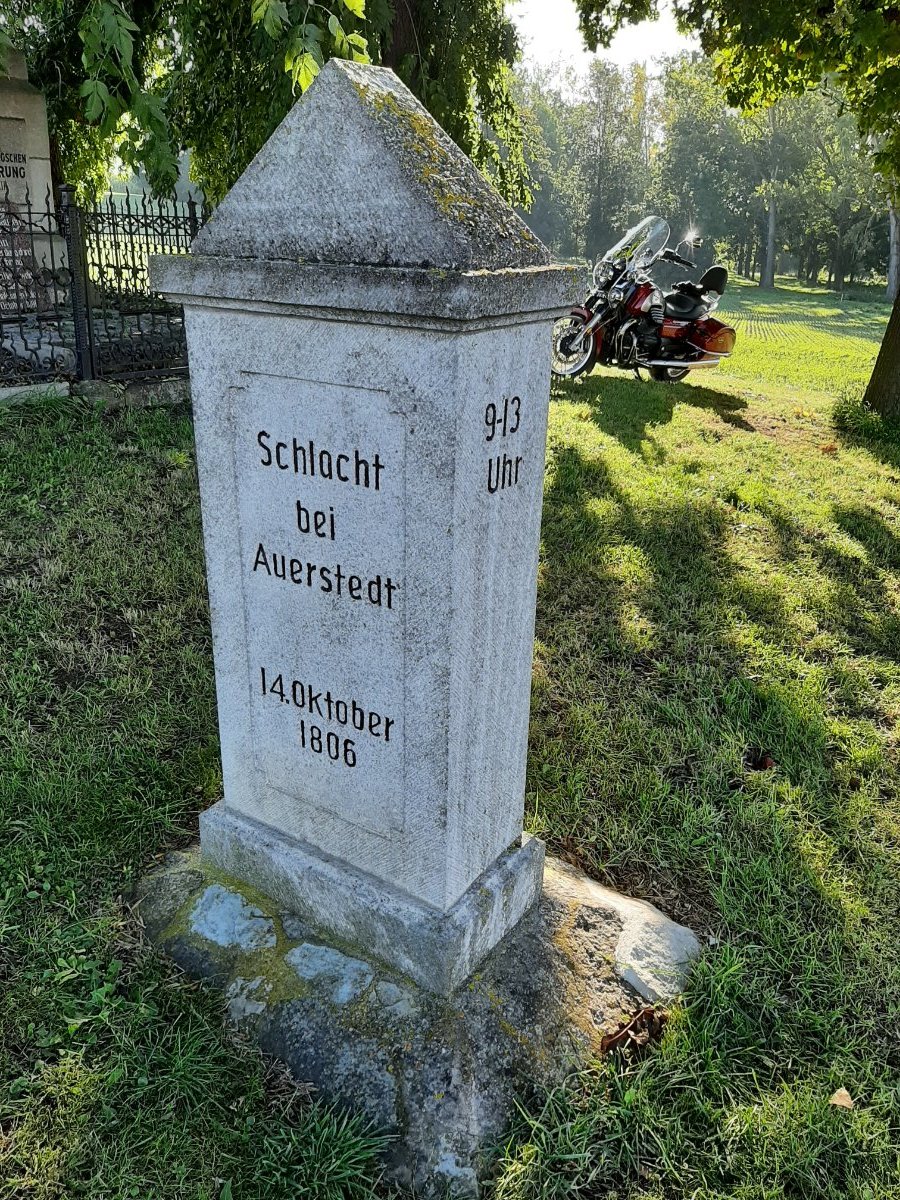 Schlacht
bei
Auerstedt
14.Oktober
1806
9-13
Uhr